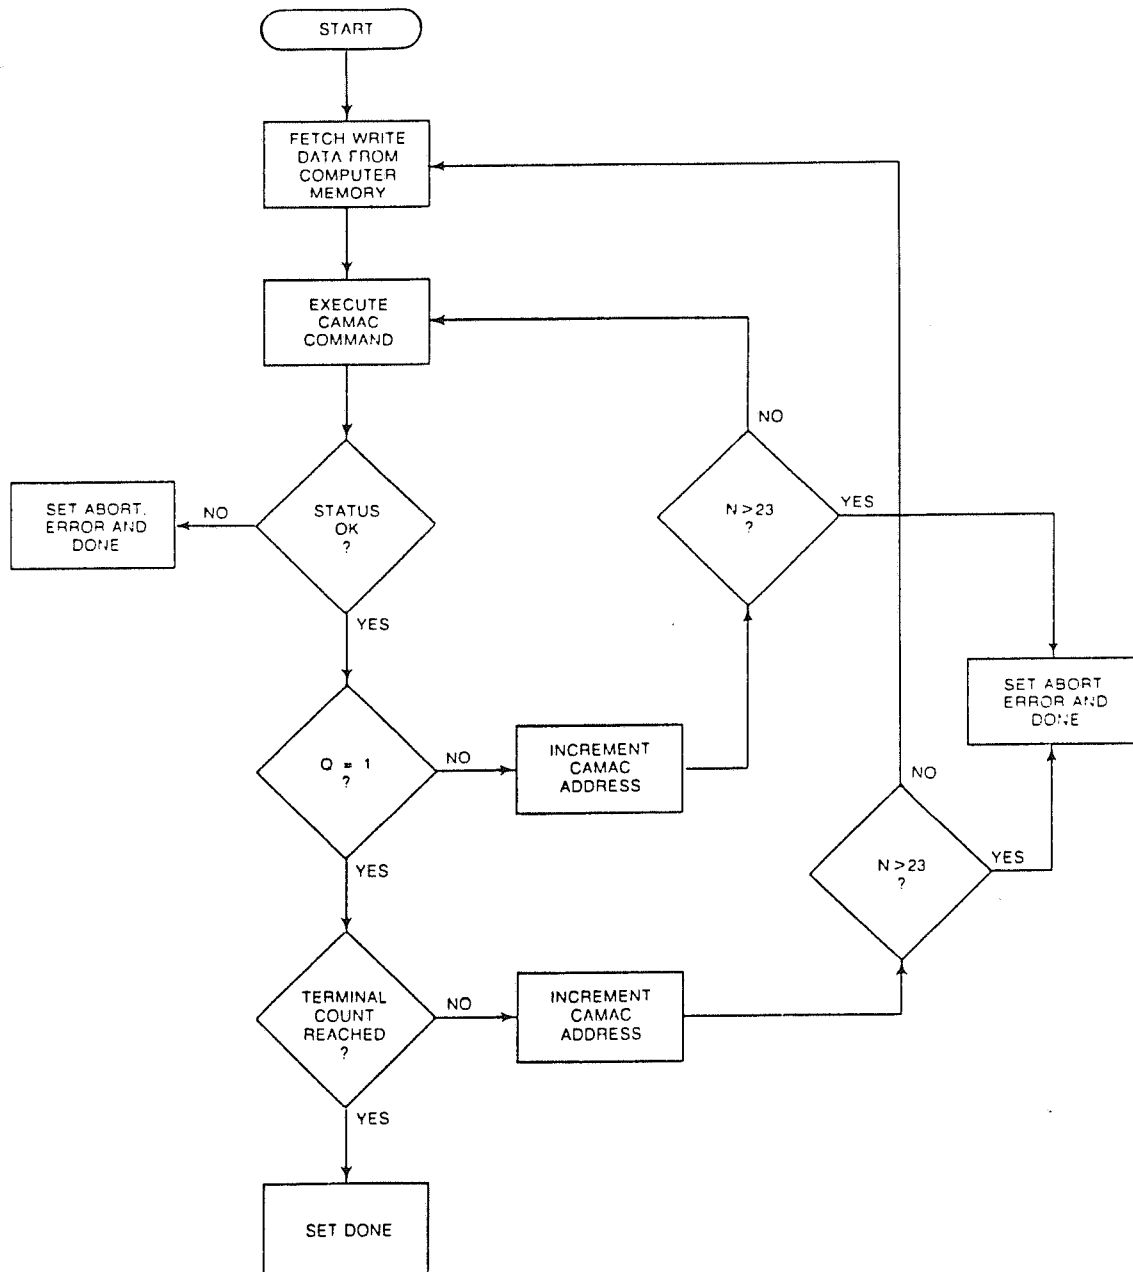 START
FETCH WRITE
DATA FROM
COMPUTER
MEMORY
EXECUTE
CAMAC
COMMAND
NO
STATUS
OK
?
NO
SET ABORT,
ERROR AND
DONE
N > 23
?
YES
YES
SET ABORT
ERROR AND
DONE
Q = 1
?
NO
INCREMENT
CAMAC
ADDRESS
NO
YES
N > 23
?
YES
TERMINAL
COUNT
REACHED
?
NO
INCREMENT
CAMAC
ADDRESS
YES
SET DONE